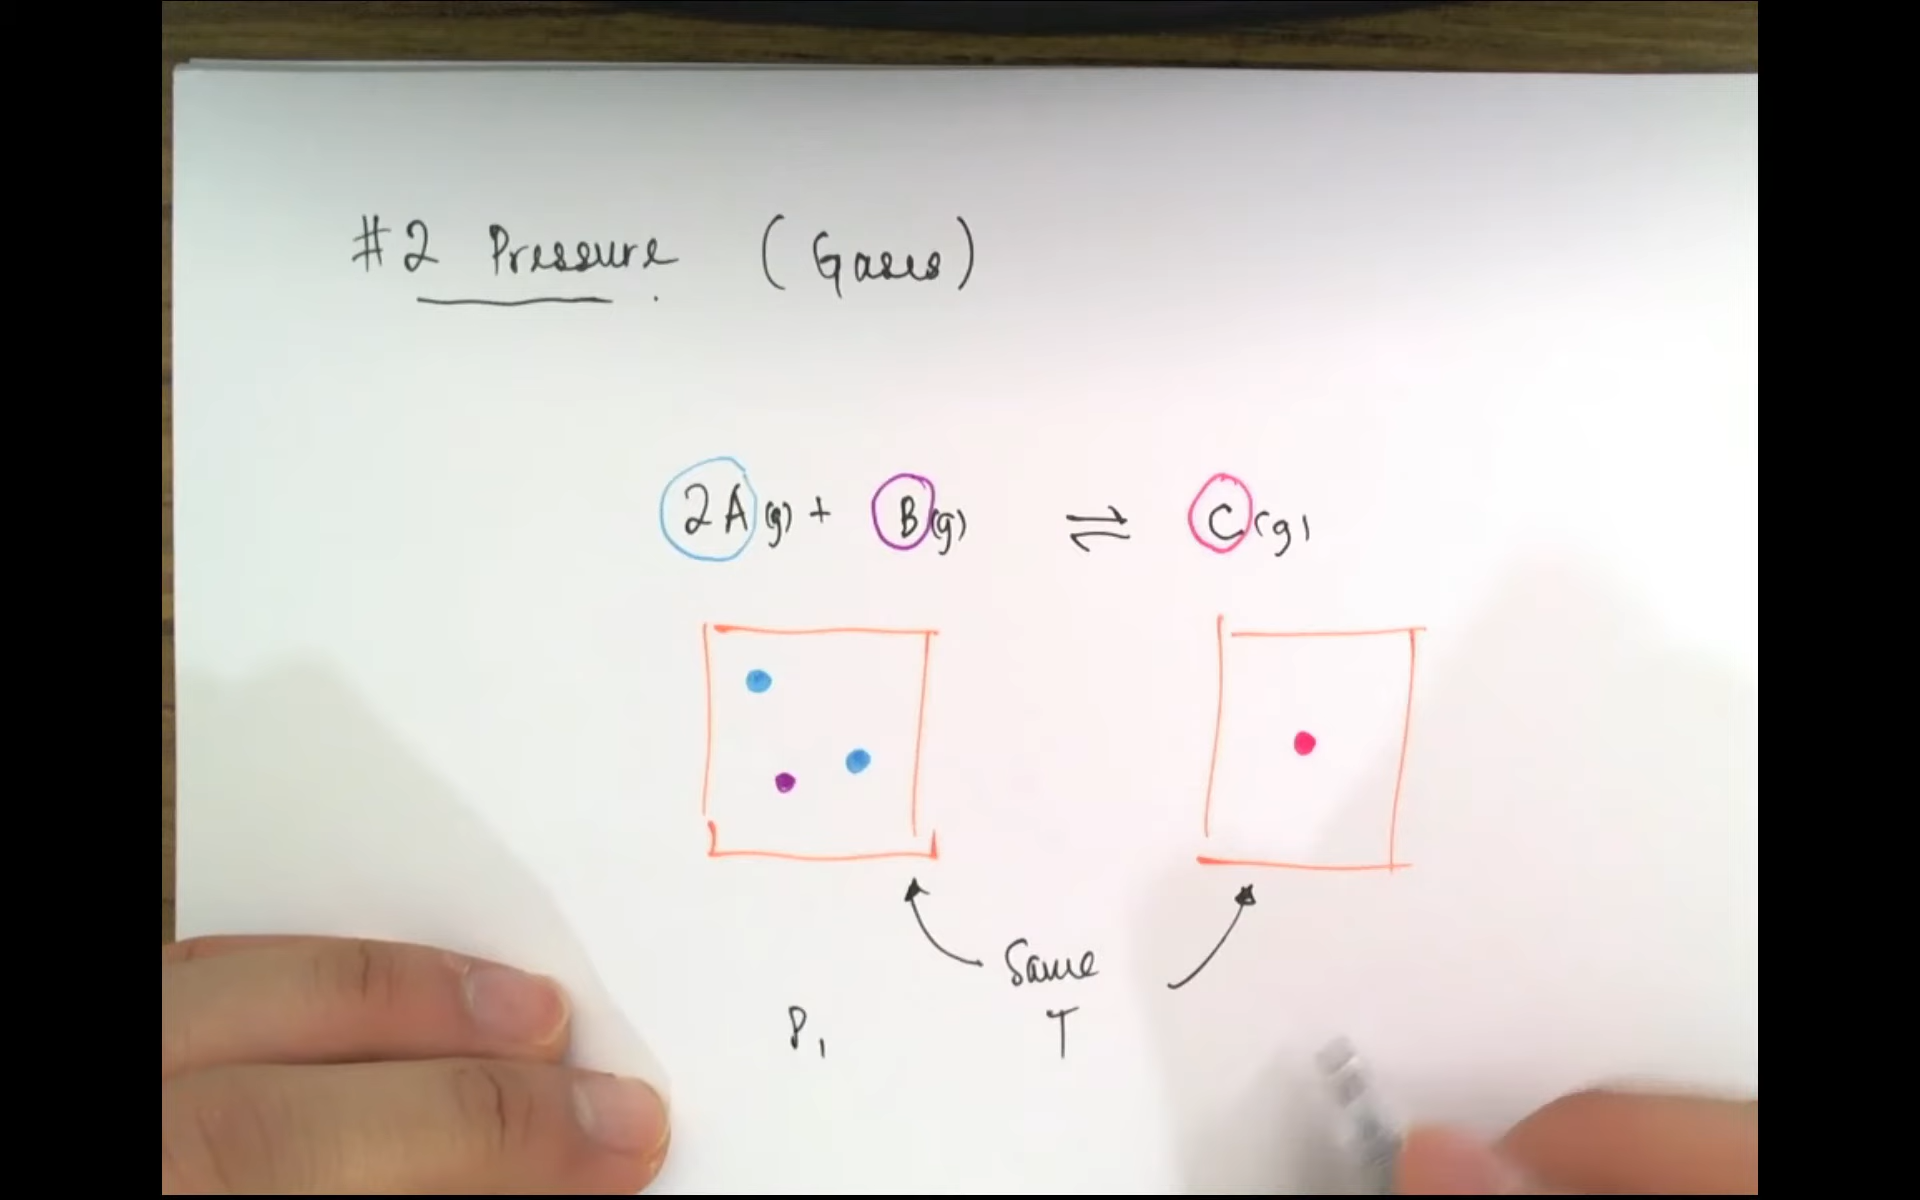 #2 Pressure (Gases)
2A(g) + B(g) ⇌ C(g)
Same
P₁ T